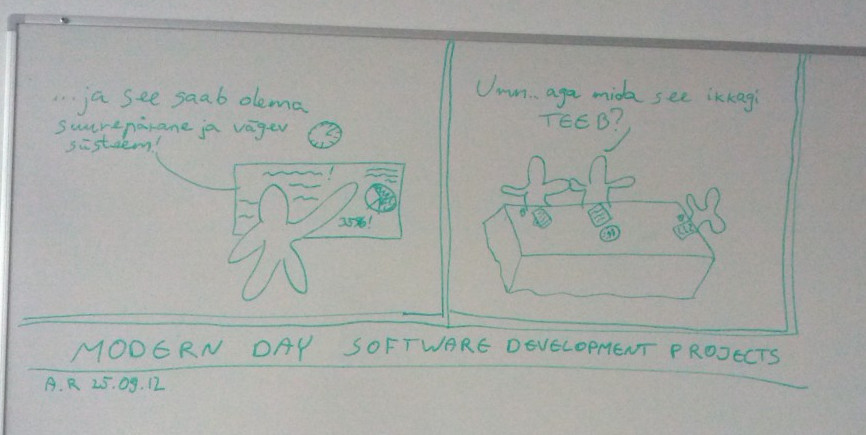 ...ja see saab olema
suurepärane ja vägev
süsteem!
!
35%!
Umm.. aga mida see ikkagi
TEEB?
MODERN DAY SOFTWARE DEVELOPMENT PROJECTS
A.R 25.09.12